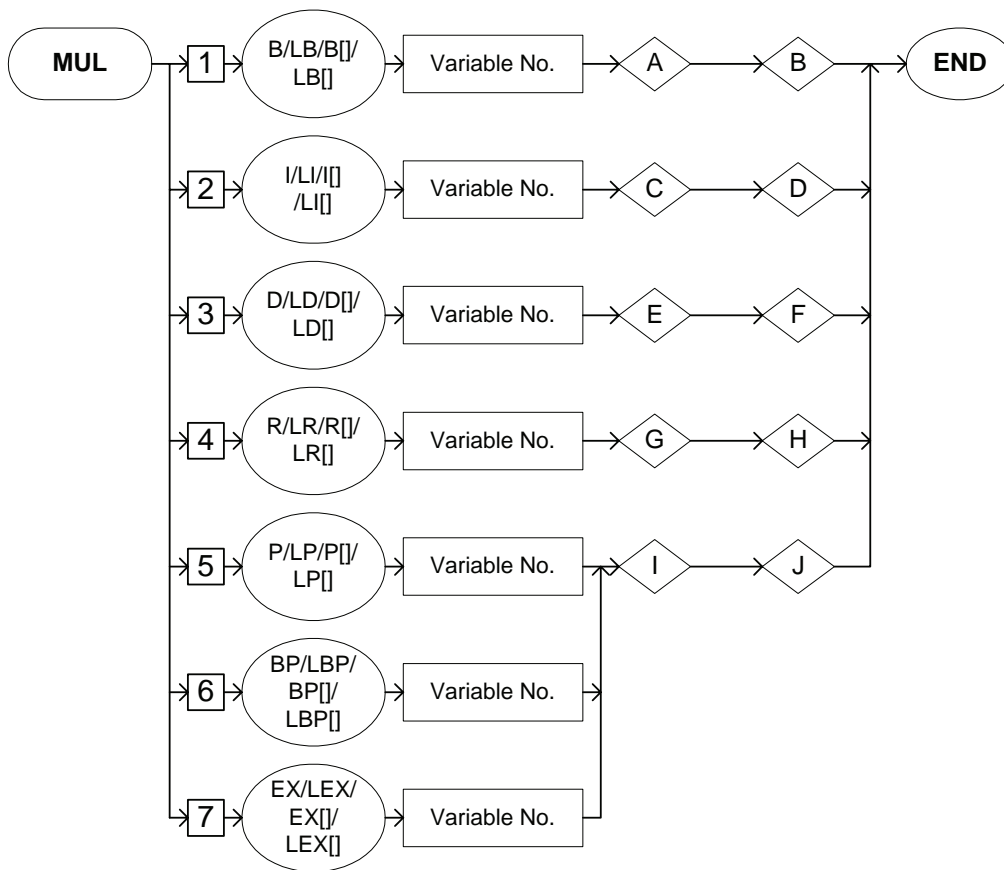 MUL
1
B/LB/B[]/
LB[]
Variable No.
A
B
END
2
I/LI/I[]
/LI[]
Variable No.
C
D
3
D/LD/D[]/
LD[]
Variable No.
E
F
4
R/LR/R[]/
LR[]
Variable No.
G
H
5
P/LP/P[]/
LP[]
Variable No.
I
J
6
BP/LBP/
BP[]/
LBP[]
Variable No.
7
EX/LEX/
EX[]/
LEX[]
Variable No.